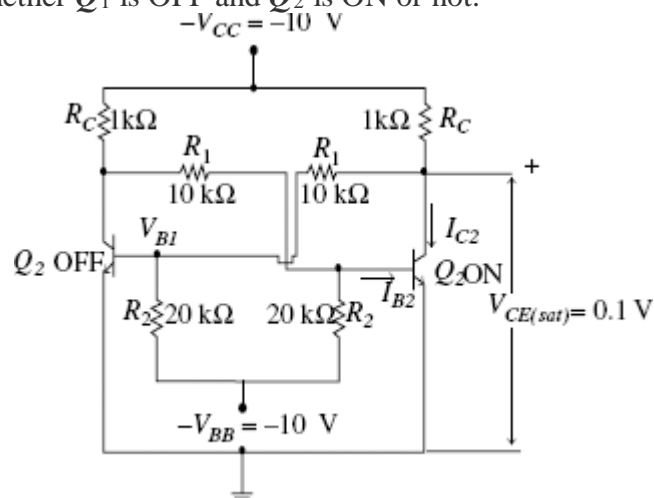 whether Q1 is OFF and Q2 is ON or not.
−VCC = −10 V
RC 1kΩ
1kΩ RC
R1
R1
10 kΩ
10 kΩ
+
VB1
IC2
Q2 OFF
Q2ON
IB2
R2 20 kΩ
20 kΩ R2
VCE(sat)= 0.1 V
−VBB = −10 V